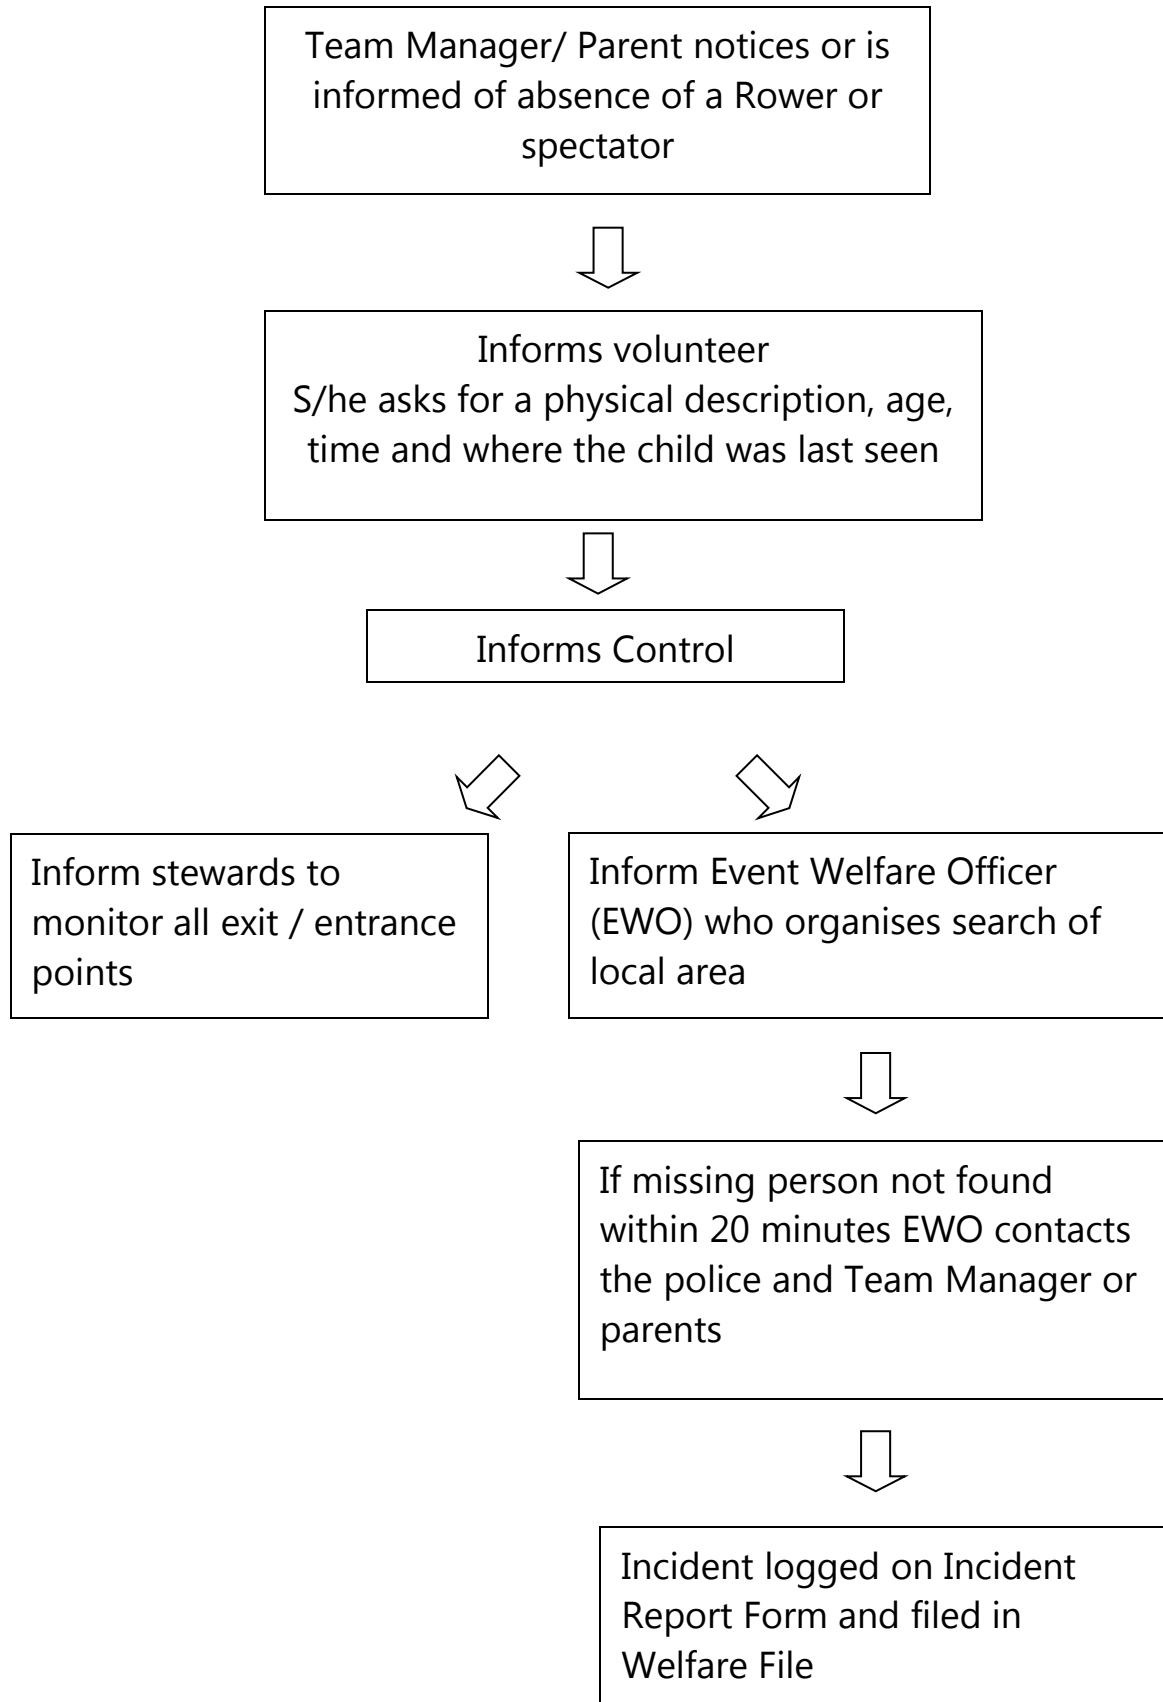 Team Manager/ Parent notices or is
informed of absence of a Rower or
spectator
Informs volunteer
S/he asks for a physical description, age,
time and where the child was last seen
Informs Control
Inform stewards to
monitor all exit / entrance
points
Inform Event Welfare Officer
(EWO) who organises search of
local area
If missing person not found
within 20 minutes EWO contacts
the police and Team Manager or
parents
Incident logged on Incident
Report Form and filed in
Welfare File